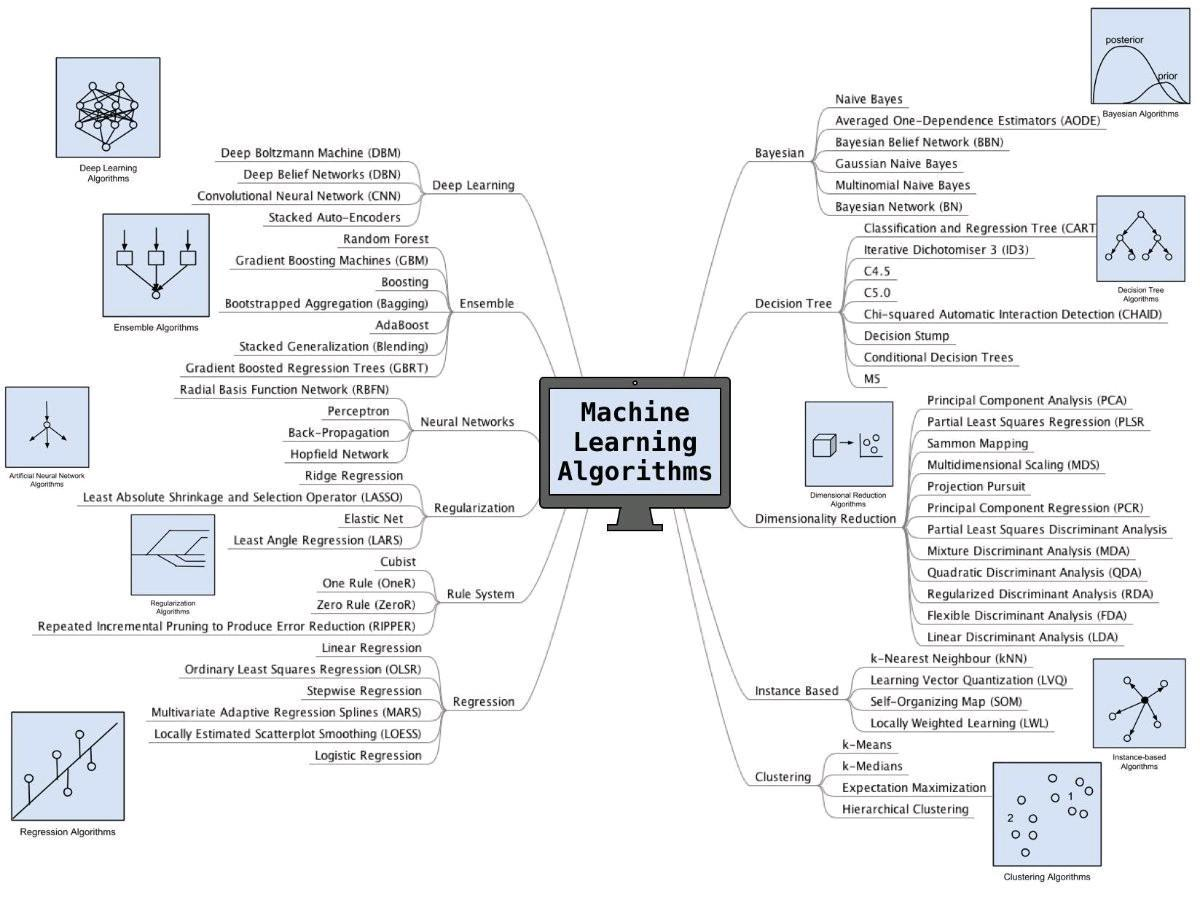 Machine
Learning
Algorithms
Deep Learning
Algorithms
Deep Boltzmann Machine (DBM)
Deep Belief Networks (DBN)
Convolutional Neural Network (CNN)
Stacked Auto-Encoders
Deep Learning
Ensemble Algorithms
Random Forest
Gradient Boosting Machines (GBM)
Boosting
Bootstrapped Aggregation (Bagging)
AdaBoost
Stacked Generalization (Blending)
Gradient Boosted Regression Trees (GBRT)
Ensemble
Artificial Neural Network
Algorithms
Radial Basis Function Network (RBFN)
Perceptron
Back-Propagation
Hopfield Network
Neural Networks
Ridge Regression
Least Absolute Shrinkage and Selection Operator (LASSO)
Elastic Net
Least Angle Regression (LARS)
Regularization
Regularization
Algorithms
Cubist
One Rule (OneR)
Zero Rule (ZeroR)
Repeated Incremental Pruning to Produce Error Reduction (RIPPER)
Rule System
Linear Regression
Ordinary Least Squares Regression (OLSR)
Stepwise Regression
Multivariate Adaptive Regression Splines (MARS)
Locally Estimated Scatterplot Smoothing (LOESS)
Logistic Regression
Regression
Regression Algorithms
posterior
prior
Bayesian Algorithms
Bayesian
Naive Bayes
Averaged One-Dependence Estimators (AODE)
Bayesian Belief Network (BBN)
Gaussian Naive Bayes
Multinomial Naive Bayes
Bayesian Network (BN)
Decision Tree
Classification and Regression Tree (CART
Iterative Dichotomiser 3 (ID3)
C4.5
C5.0
Chi-squared Automatic Interaction Detection (CHAID)
Decision Stump
Conditional Decision Trees
M5
Decision Tree
Algorithms
Dimensional Reduction
Algorithms
Dimensionality Reduction
Principal Component Analysis (PCA)
Partial Least Squares Regression (PLSR
Sammon Mapping
Multidimensional Scaling (MDS)
Projection Pursuit
Principal Component Regression (PCR)
Partial Least Squares Discriminant Analysis
Mixture Discriminant Analysis (MDA)
Quadratic Discriminant Analysis (QDA)
Regularized Discriminant Analysis (RDA)
Flexible Discriminant Analysis (FDA)
Linear Discriminant Analysis (LDA)
Instance Based
k-Nearest Neighbour (kNN)
Learning Vector Quantization (LVQ)
Self-Organizing Map (SOM)
Locally Weighted Learning (LWL)
Instance-based
Algorithms
Clustering
k-Means
k-Medians
Expectation Maximization
Hierarchical Clustering
1
2
Clustering Algorithms